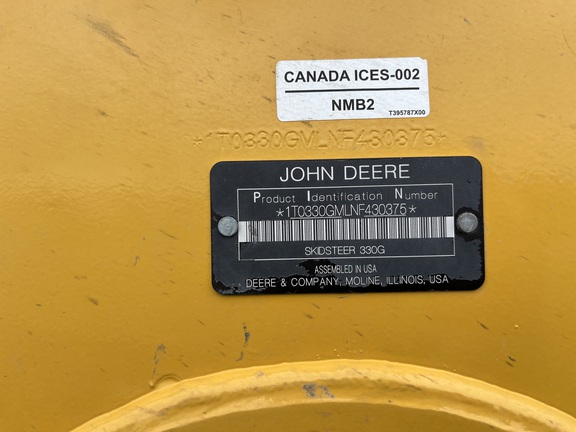 CANADA ICES-002
NMB2
T395787X00
*1T0330GMLNF430375*
JOHN DEERE
Product Identification Number
*1T0330GMLNF430375*
SKIDSTEER 330G
ASSEMBLED IN USA
DEERE & COMPANY, MOLINE, ILLINOIS, USA